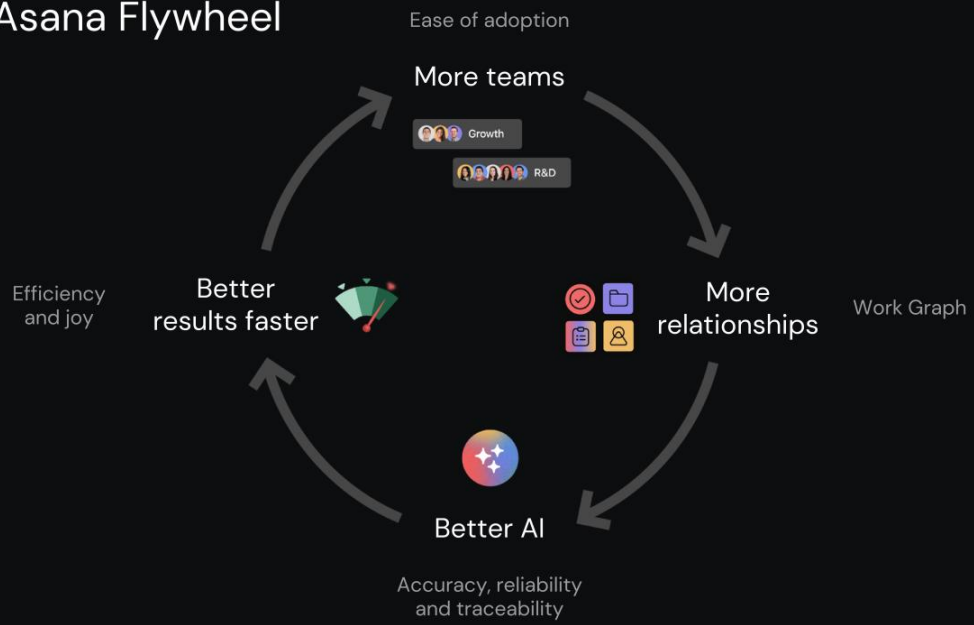 Asana Flywheel
Ease of adoption
More teams
Growth
R&D
Efficiency
and joy
Better
results faster
More
relationships
Work Graph
Better AI
Accuracy, reliability
and traceability